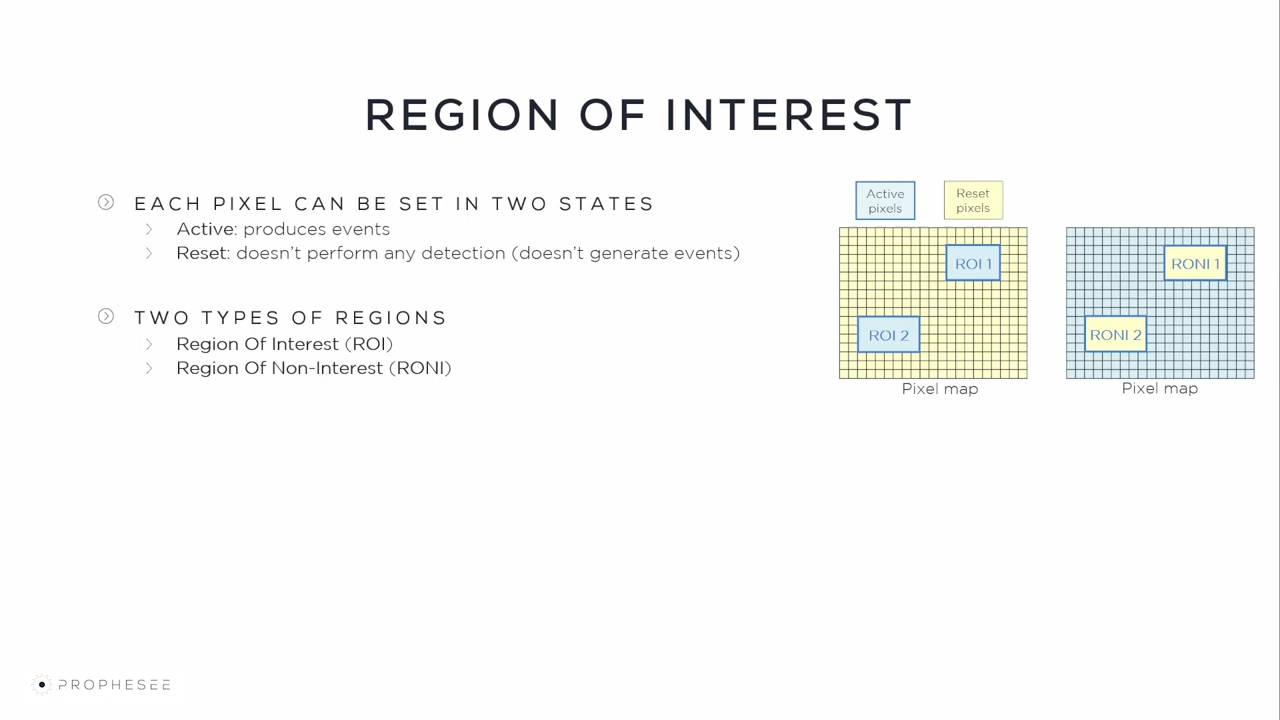 REGION OF INTEREST
EACH PIXEL CAN BE SET IN TWO STATES
Active: produces events
Reset: doesn’t perform any detection (doesn’t generate events)
TWO TYPES OF REGIONS
Region Of Interest (ROI)
Region Of Non-Interest (RONI)
Active
pixels
Reset
pixels
ROI 1
ROI 2
Pixel map
RONI 1
RONI 2
Pixel map
PROPHESEE